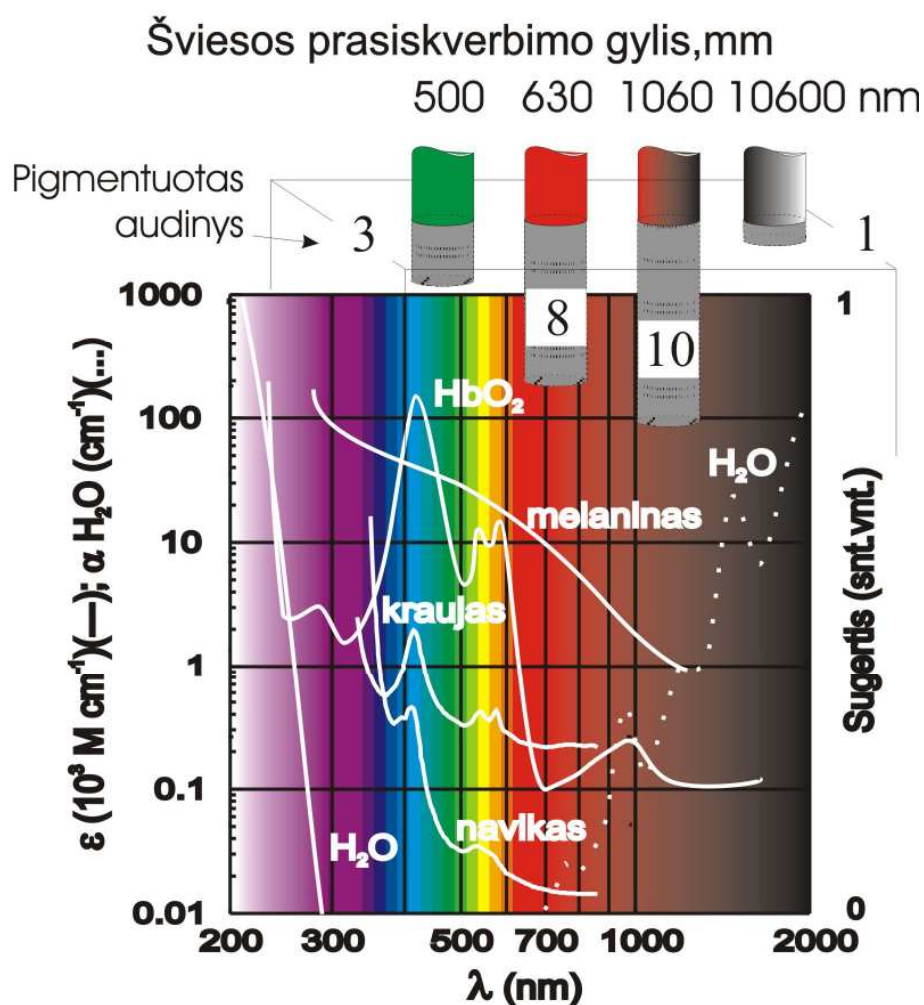 Šviesos prasiskverbimo gylis,mm
500 630 1060 10600 nm
Pigmentuotas
audinys
3
1
8
10
1000
100
10
1
0.1
0.01
ε (10³ M cm⁻¹)(—); α H₂O (cm⁻¹)(...
1
0
Sugertis (snt.vnt.)
HbO₂
H₂O
melaninas
kraujas
navikas
H₂O
200 300 500 700 1000 2000
λ (nm)